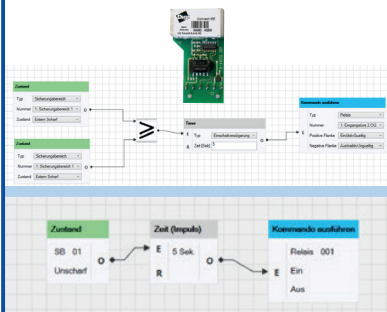 Zustand
Typ Sicherungsbereich
Nummer 1: Sicherungsbereich 1 O
Zustand Extern Scharf
Zustand
Typ Sicherungsbereich
Nummer 1: Sicherungsbereich 1 O
Zustand Extern Scharf
≥
Timer
E Typ Einschaltverzögerung O
A Zeit [Sek] 5
Kommando ausführen
Typ Relais
E Nummer
Positive Flanke
Negative Flanke
Zustand
SB 01 O
Unscharf
Zeit (Impuls)
E 5 Sek. O
R
Kommando ausführen
Relais 001
E Ein
Aus